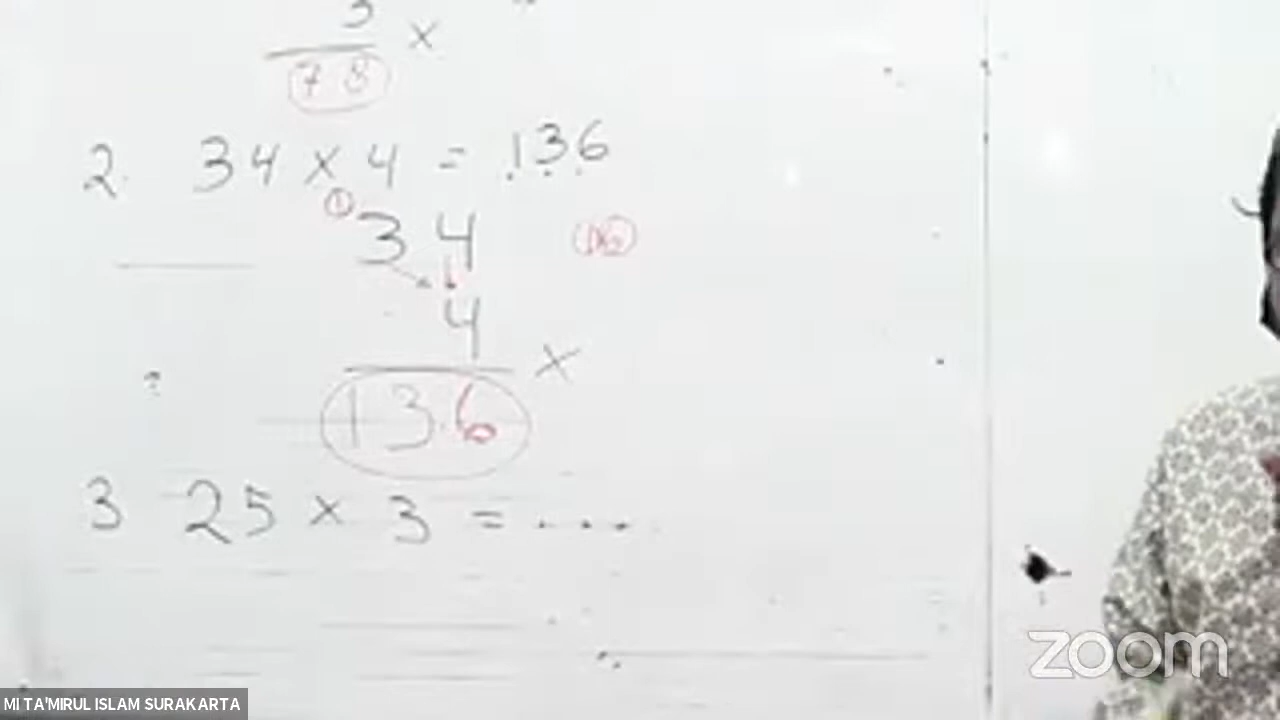 3
×
78
2. 34 × 4 = 136
1
34
4
×
136
3 25 × 3 = ...
zoom
MI TA'MIRUL ISLAM SURAKARTA